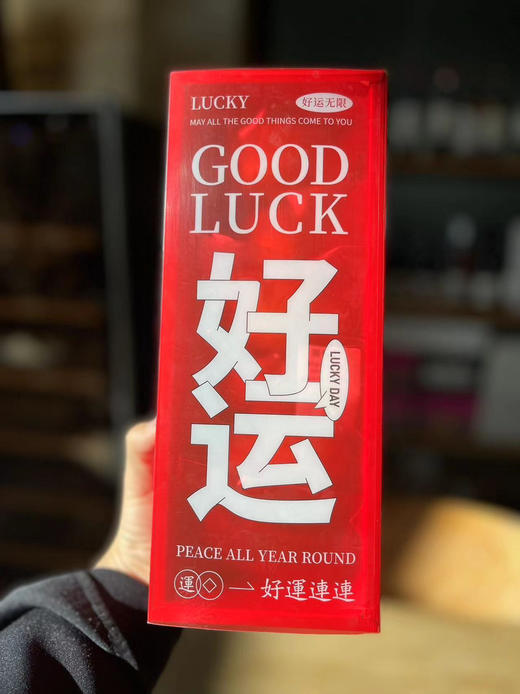 LUCKY 好运无限
MAY ALL THE GOOD THINGS COME TO YOU
GOOD
LUCK
好
LUCKY DAY
运
PEACE ALL YEAR ROUND
運 好運連連